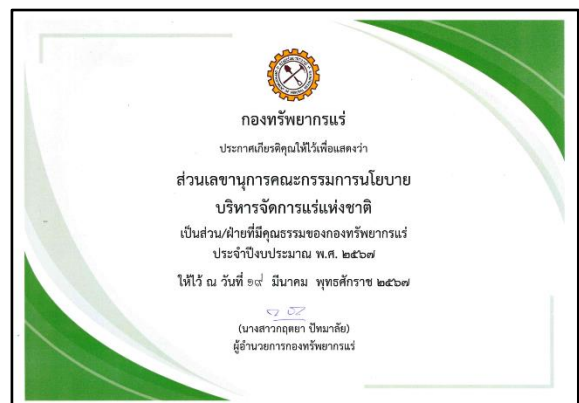 กองทรัพยากรแร่
ประกาศเกียรติคุณให้ไว้เพื่อแสดงว่า
ส่วนเลขานุการคณะกรรมการนโยบาย
บริหารจัดการแร่แห่งชาติ
เป็นส่วน/ฝ่ายที่มีคุณธรรมของกองทรัพยากรแร่
ประจำปีงบประมาณ พ.ศ. ๒๕๖๗
ให้ไว้ ณ วันที่ ๑๙ มีนาคม พุทธศักราช ๒๕๖๗
(นางสาวกฤตยา ปัทมาลัย)
ผู้อำนวยการกองทรัพยากรแร่